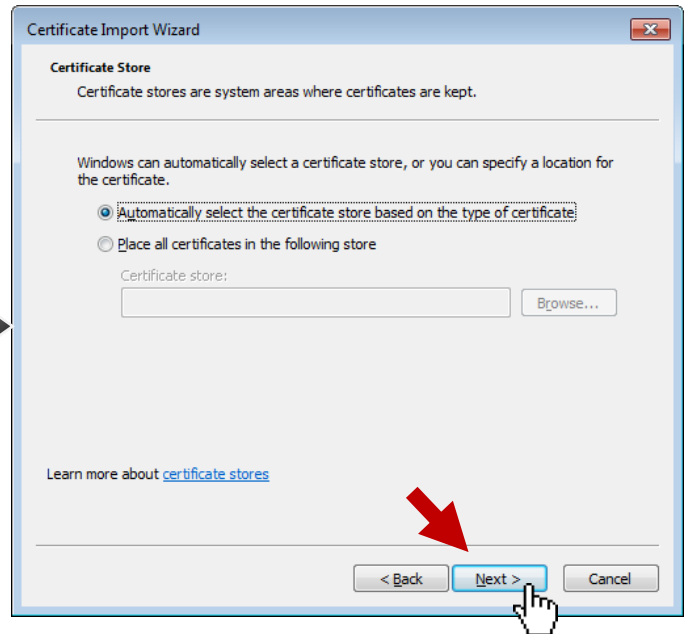 Certificate Import Wizard
Certificate Store
Certificate stores are system areas where certificates are kept.
Windows can automatically select a certificate store, or you can specify a location for
the certificate.
Automatically select the certificate store based on the type of certificate
Place all certificates in the following store
Certificate store:
Browse...
Learn more about certificate stores
< Back Next > Cancel